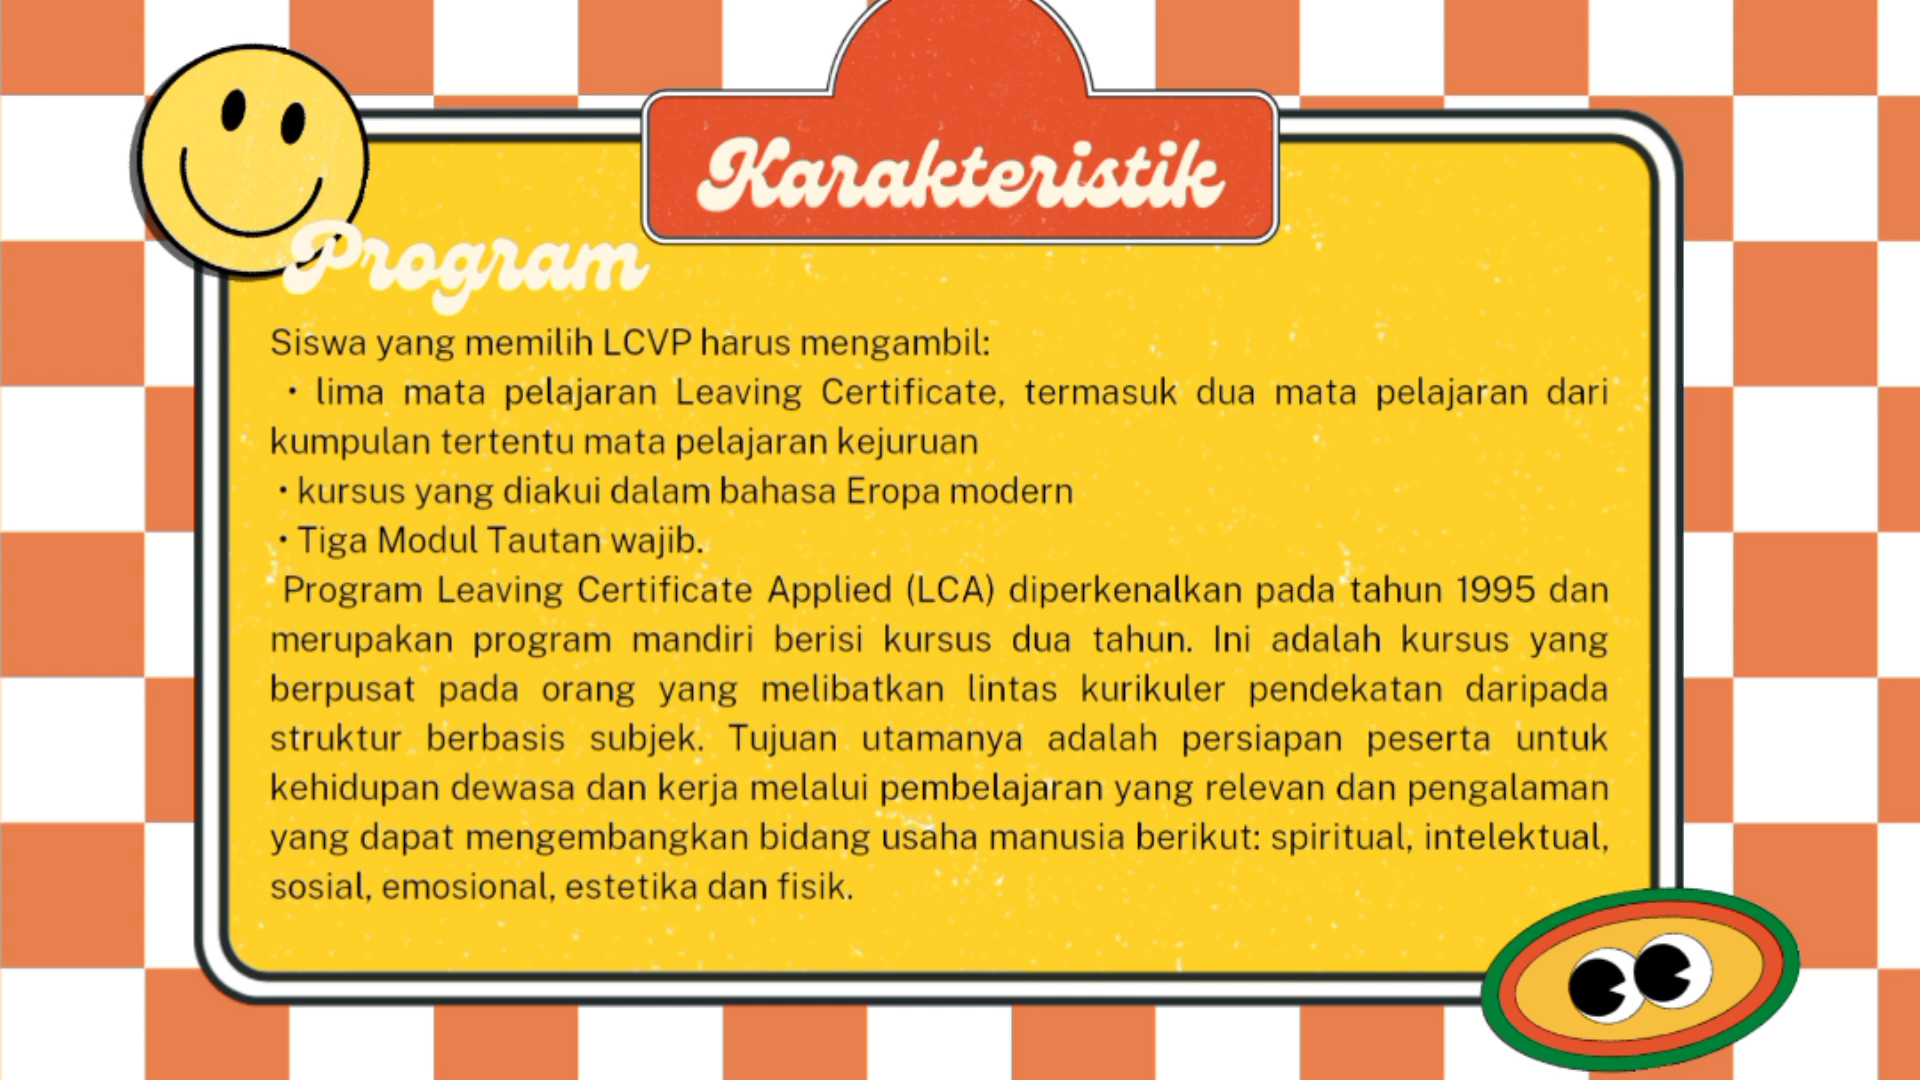 Karakteristik
Program
Siswa yang memilih LCVP harus mengambil:
• lima mata pelajaran Leaving Certificate, termasuk dua mata pelajaran dari
kumpulan tertentu mata pelajaran kejuruan
• kursus yang diakui dalam bahasa Eropa modern
• Tiga Modul Tautan wajib.
Program Leaving Certificate Applied (LCA) diperkenalkan pada tahun 1995 dan
merupakan program mandiri berisi kursus dua tahun. Ini adalah kursus yang
berpusat pada orang yang melibatkan lintas kurikuler pendekatan daripada
struktur berbasis subjek. Tujuan utamanya adalah persiapan peserta untuk
kehidupan dewasa dan kerja melalui pembelajaran yang relevan dan pengalaman
yang dapat mengembangkan bidang usaha manusia berikut: spiritual, intelektual,
sosial, emosional, estetika dan fisik.